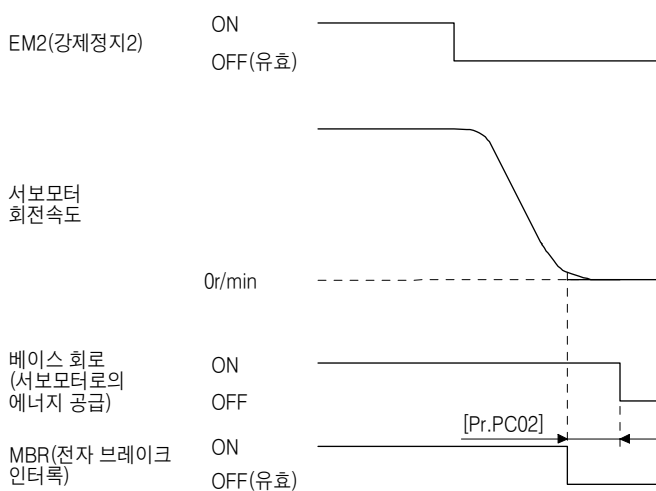 EM2(강제정지2)
ON
OFF(유효)
서보모터
회전속도
0r/min
베이스 회로
(서보모터로의
에너지 공급)
ON
OFF
[Pr.PC02]
MBR(전자 브레이크
인터록)
ON
OFF(유효)